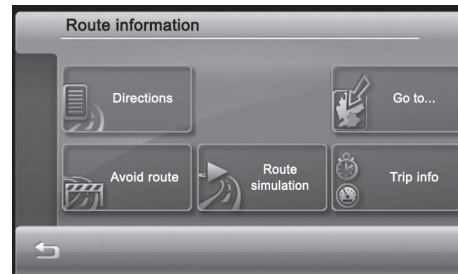 Route information
Directions
Go to...
Avoid route
Route
simulation
Trip info